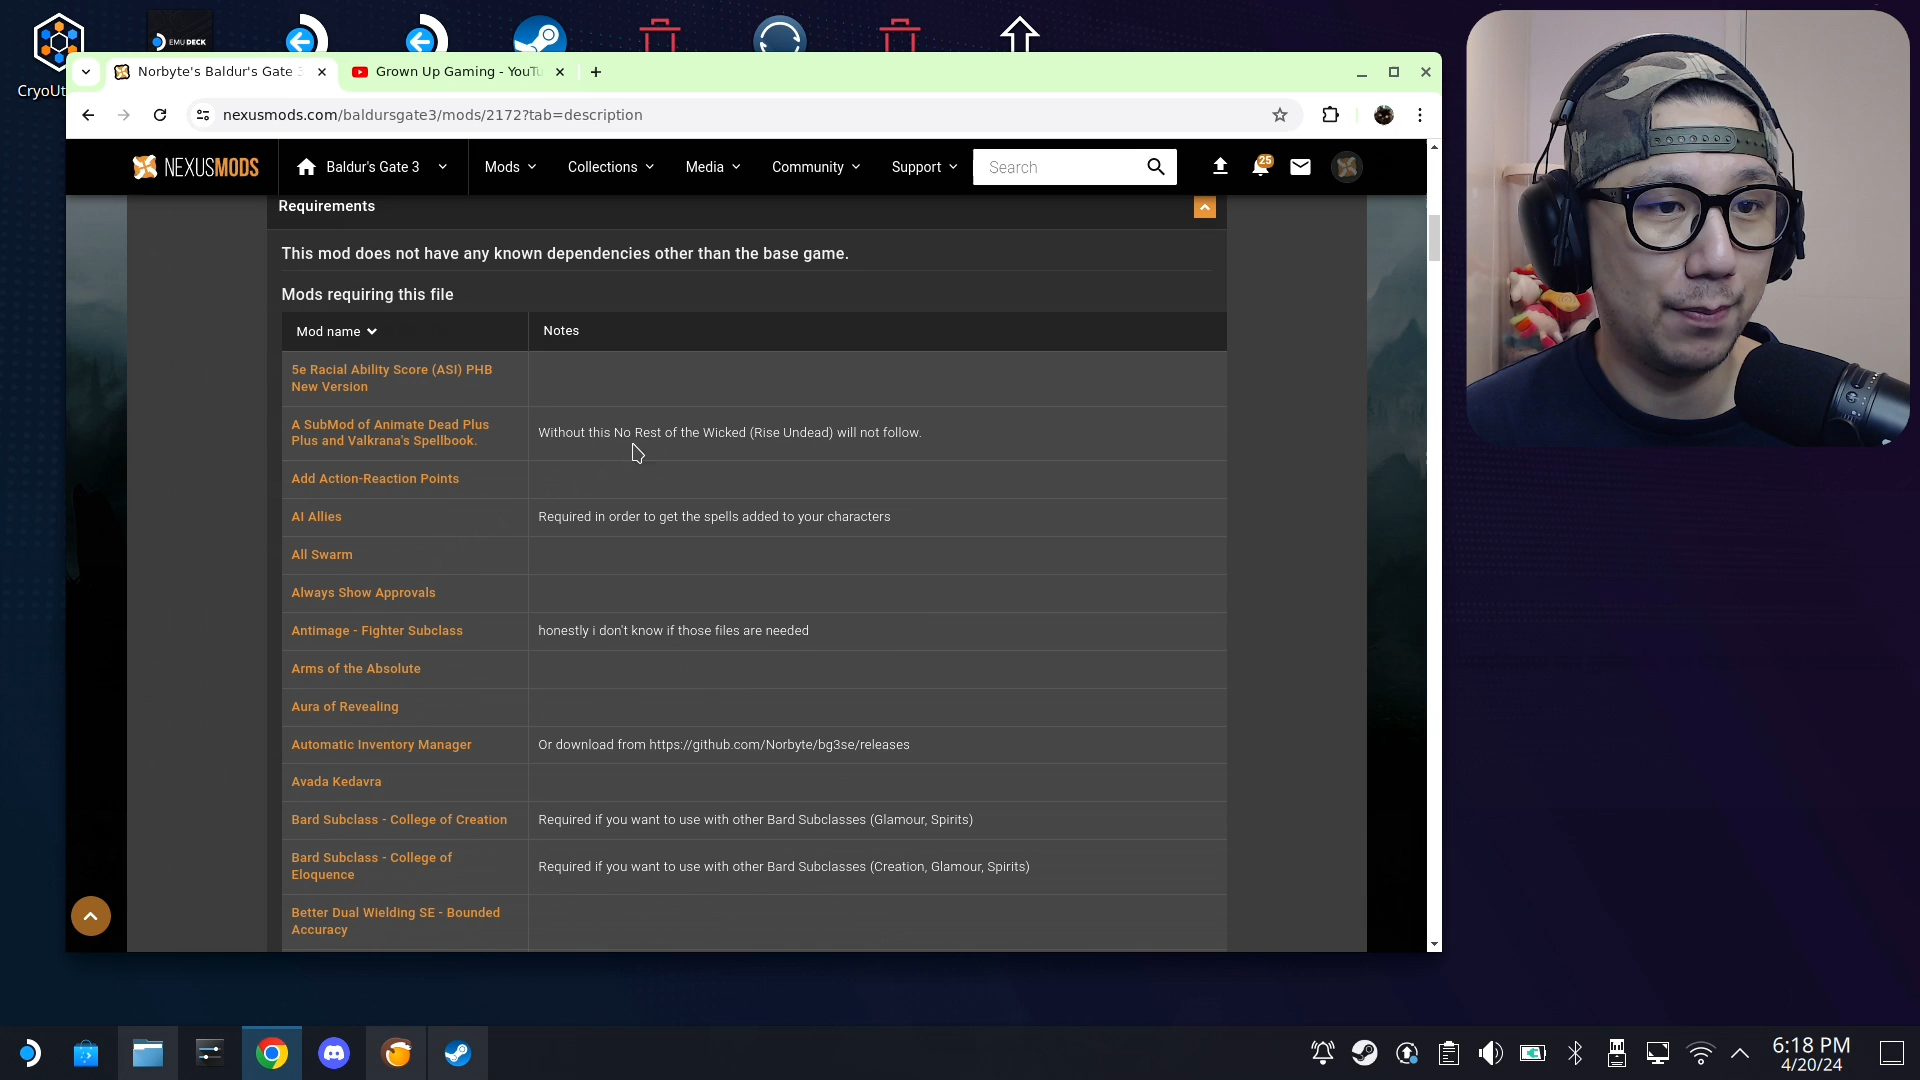 EMUDECK
CryoUt
Norbyte's Baldur's Gate 3
Grown Up Gaming - YouTu
nexusmods.com/baldursgate3/mods/2172?tab=description
NEXUSMODS
Baldur's Gate 3
Mods
Collections
Media
Community
Support
Search
25
Requirements
This mod does not have any known dependencies other than the base game.
Mods requiring this file
Mod name
Notes
5e Racial Ability Score (ASI) PHB
New Version
A SubMod of Animate Dead Plus
Plus and Valkrana's Spellbook.
Without this No Rest of the Wicked (Rise Undead) will not follow.
Add Action-Reaction Points
AI Allies
Required in order to get the spells added to your characters
All Swarm
Always Show Approvals
Antimage - Fighter Subclass
honestly i don't know if those files are needed
Arms of the Absolute
Aura of Revealing
Automatic Inventory Manager
Or download from https://github.com/Norbyte/bg3se/releases
Avada Kedavra
Bard Subclass - College of Creation
Required if you want to use with other Bard Subclasses (Glamour, Spirits)
Bard Subclass - College of
Eloquence
Required if you want to use with other Bard Subclasses (Creation, Glamour, Spirits)
Better Dual Wielding SE - Bounded
Accuracy
6:18 PM
4/20/24